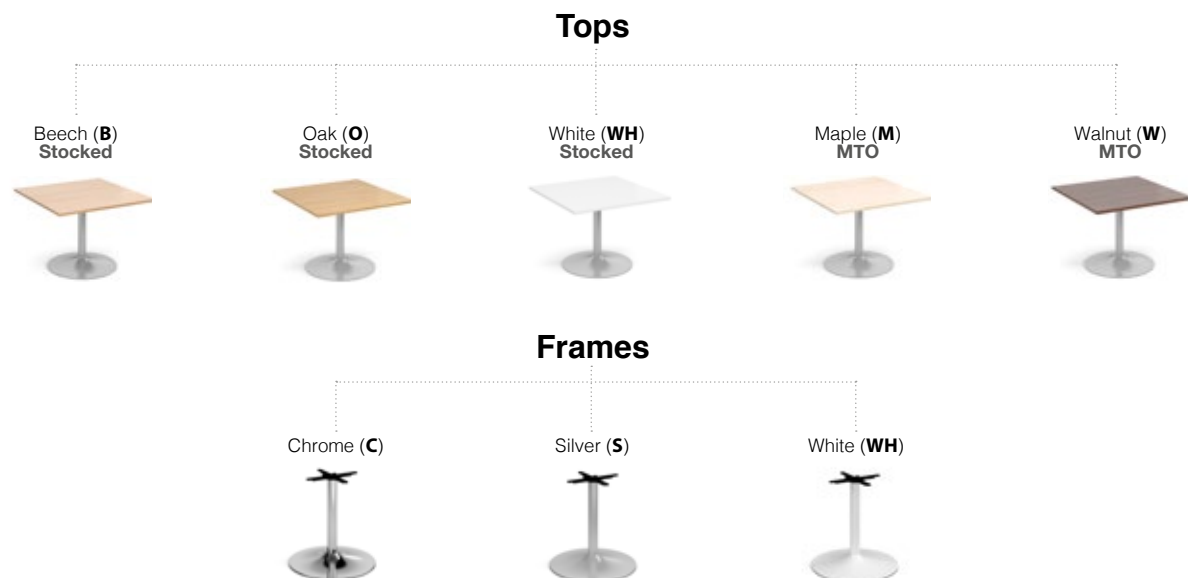 Tops
Beech (B)
Stocked
Oak (O)
Stocked
White (WH)
Stocked
Maple (M)
MTO
Walnut (W)
MTO
Frames
Chrome (C)
Silver (S)
White (WH)